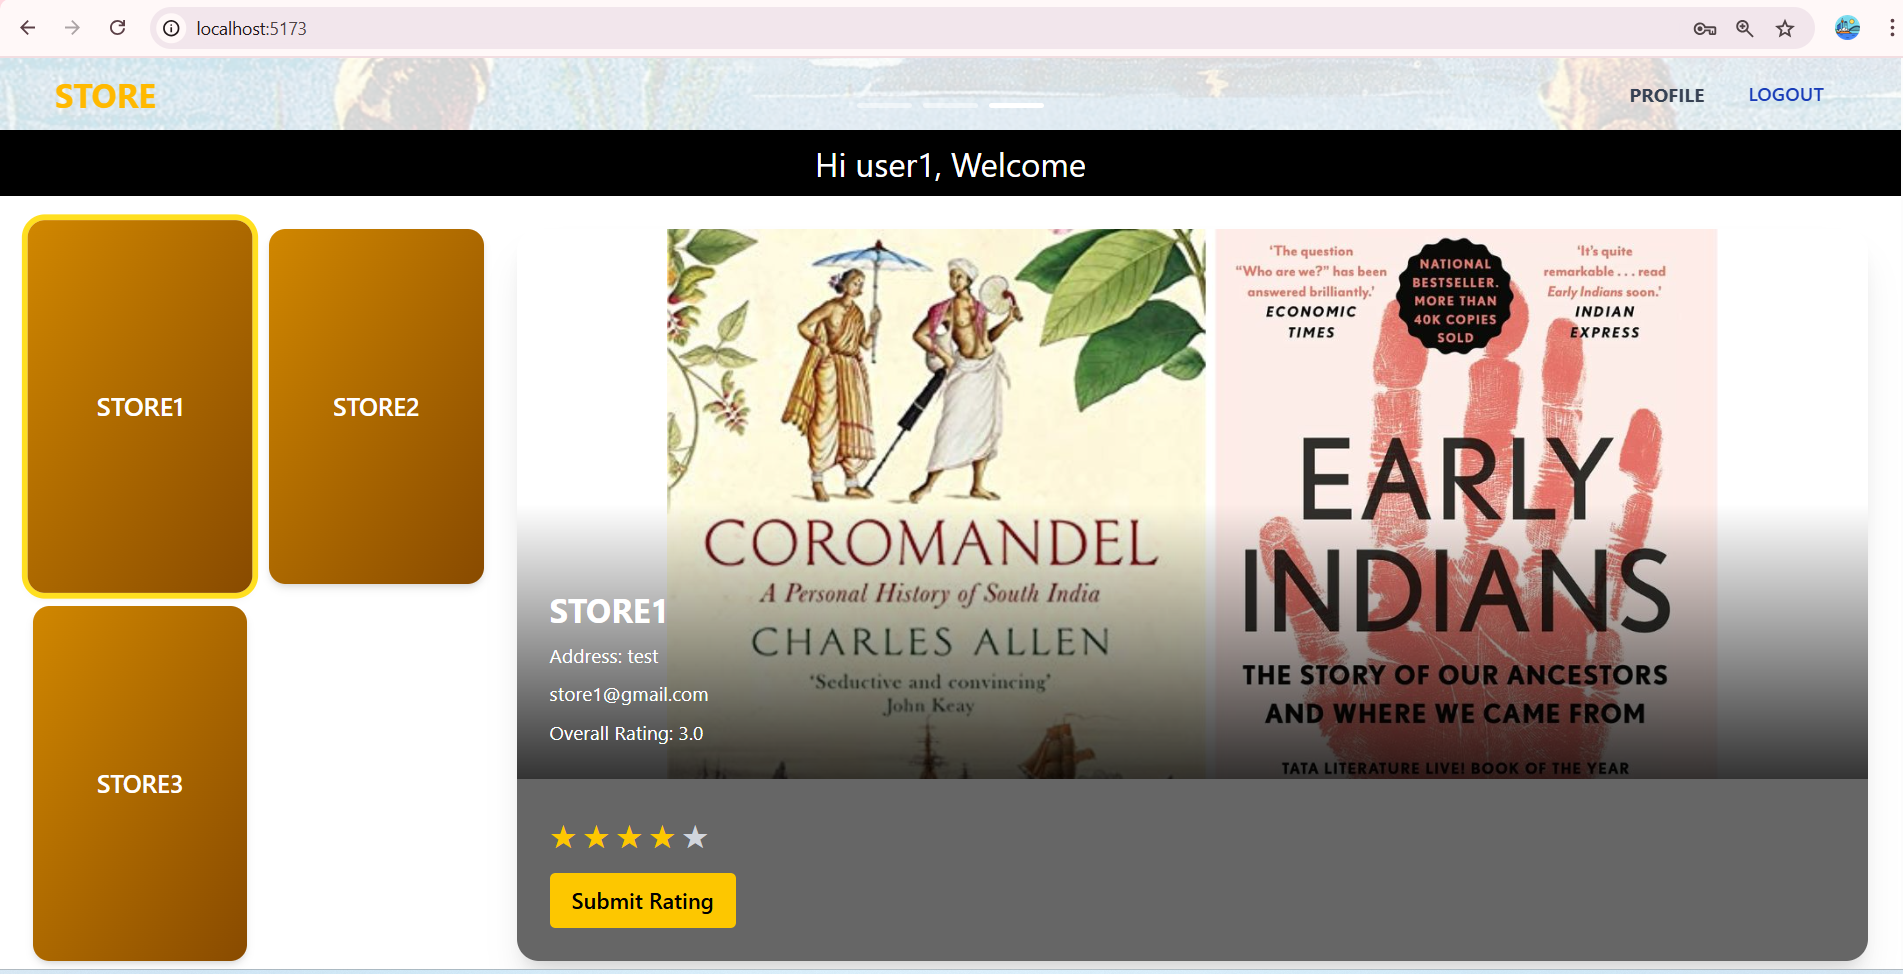 localhost:5173
STORE
PROFILE
LOGOUT
Hi user1, Welcome
STORE1
STORE2
STORE3
COROMANDEL
A Personal History of South India
CHARLES ALLEN
‘Seductive and convincing’
John Keay
‘The question
“Who are we?” has been
answered brilliantly.’
ECONOMIC
TIMES
NATIONAL
BESTSELLER.
MORE THAN
40K COPIES
SOLD
‘It’s quite
remarkable . . . read
Early Indians soon.’
INDIAN
EXPRESS
EARLY
INDIANS
THE STORY OF OUR ANCESTORS
AND WHERE WE CAME FROM
TATA LITERATURE LIVE! BOOK OF THE YEAR
STORE1
Address: test
store1@gmail.com
Overall Rating: 3.0
Submit Rating